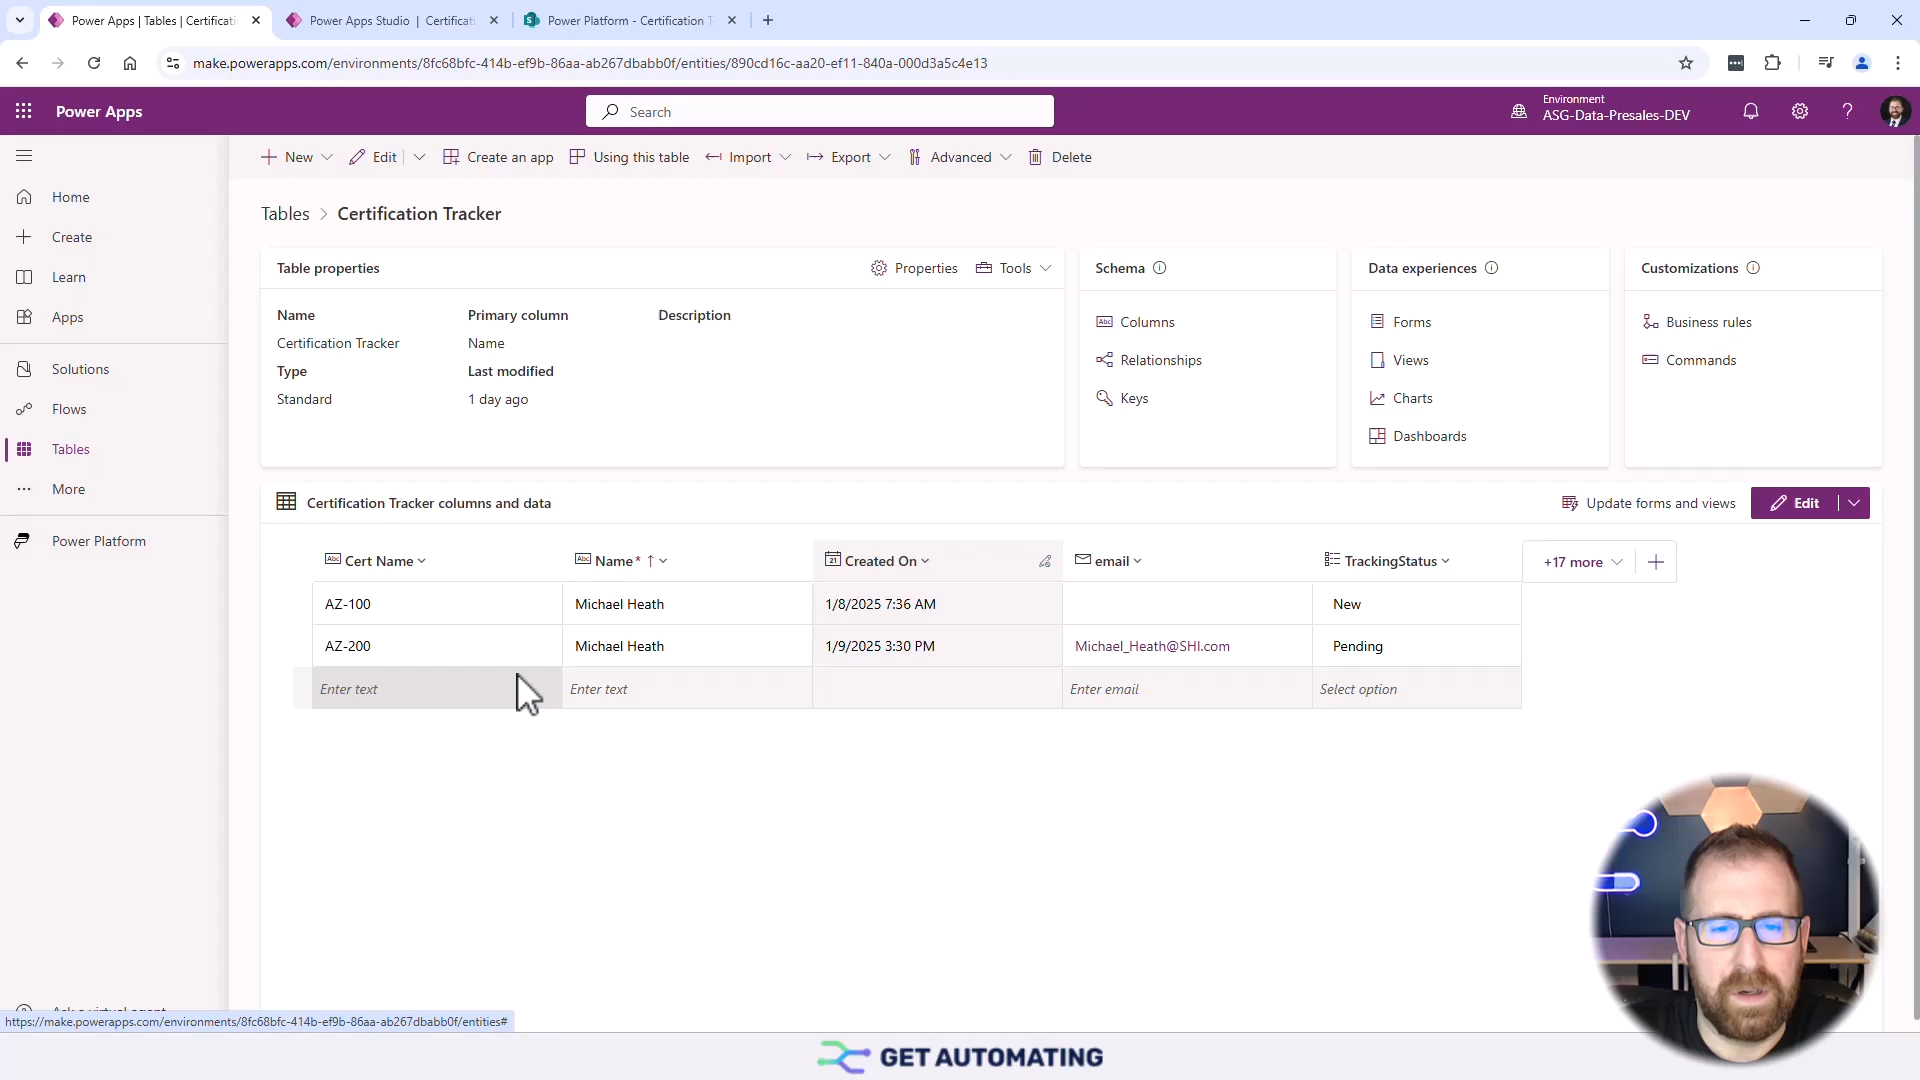 Power Apps | Tables | Certificati
Power Apps Studio | Certificati
Power Platform - Certification T
make.powerapps.com/environments/8fc68bfc-414b-ef9b-86aa-ab267dbabb0f/entities/890cd16c-aa20-ef11-840a-000d3a5c4e13
Power Apps
Search
Environment
ASG-Data-Presales-DEV
New
Edit
Create an app
Using this table
Import
Export
Advanced
Delete
Home
Create
Learn
Apps
Solutions
Flows
Tables
More
Power Platform
Tables > Certification Tracker
Table properties
Properties
Tools
Name
Primary column
Description
Certification Tracker
Name
Type
Last modified
Standard
1 day ago
Schema
Columns
Relationships
Keys
Data experiences
Forms
Views
Charts
Dashboards
Customizations
Business rules
Commands
Certification Tracker columns and data
Update forms and views
Edit
Cert Name
Name *
Created On
email
TrackingStatus
+17 more
AZ-100
Michael Heath
1/8/2025 7:36 AM
New
AZ-200
Michael Heath
1/9/2025 3:30 PM
Michael_Heath@SHI.com
Pending
Enter text
Enter text
Enter email
Select option
https://make.powerapps.com/environments/8fc68bfc-414b-ef9b-86aa-ab267dbabb0f/entities#
GET AUTOMATING